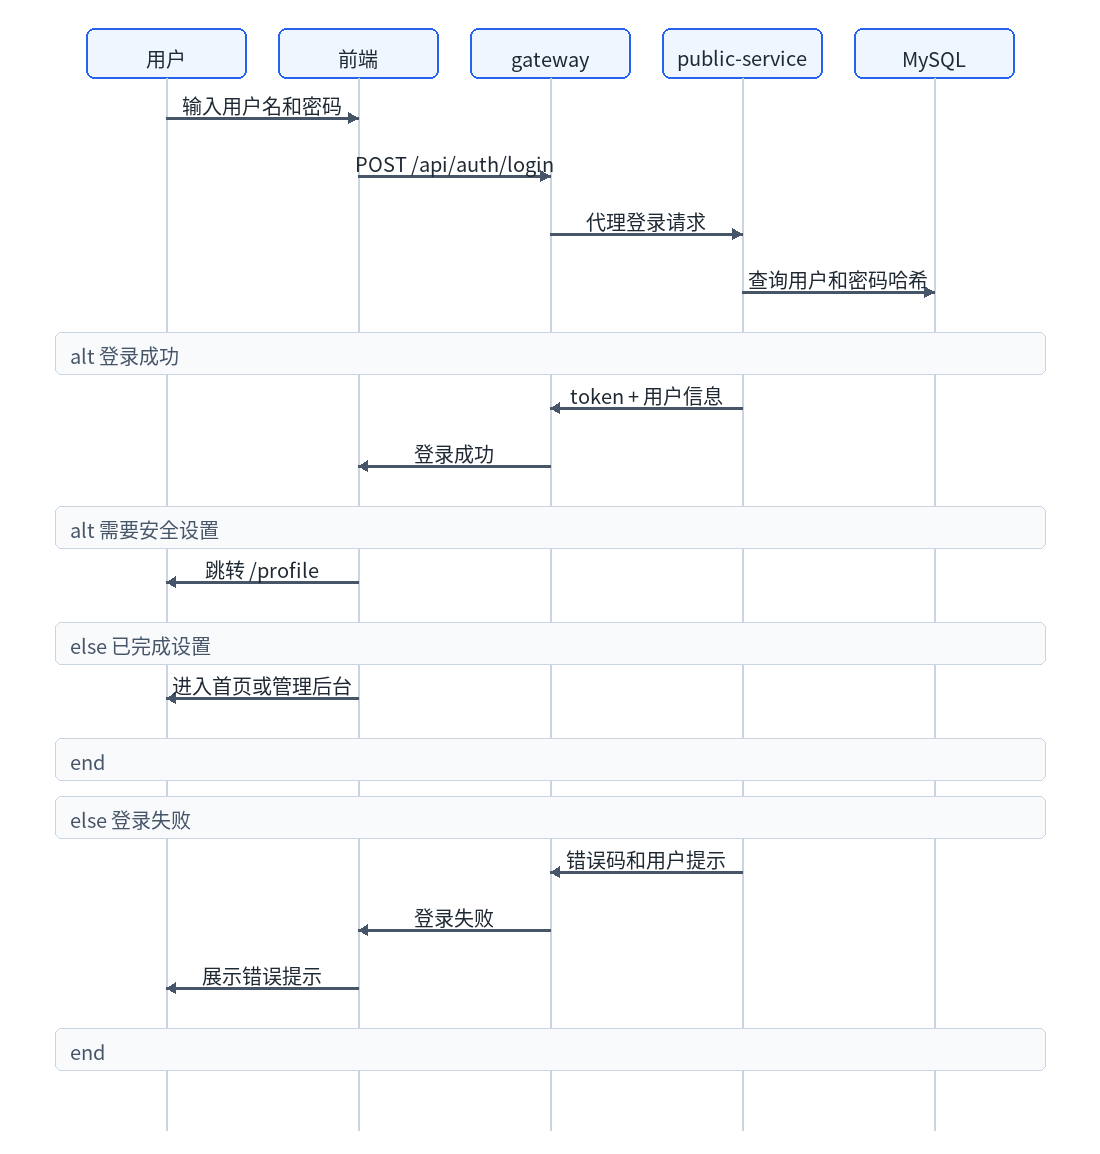 用户
前端
gateway
public-service
MySQL
输入用户名和密码
POST /api/auth/login
代理登录请求
查询用户和密码哈希
alt 登录成功
token + 用户信息
登录成功
alt 需要安全设置
跳转 /profile
else 已完成设置
进入首页或管理后台
end
else 登录失败
错误码和用户提示
登录失败
展示错误提示
end